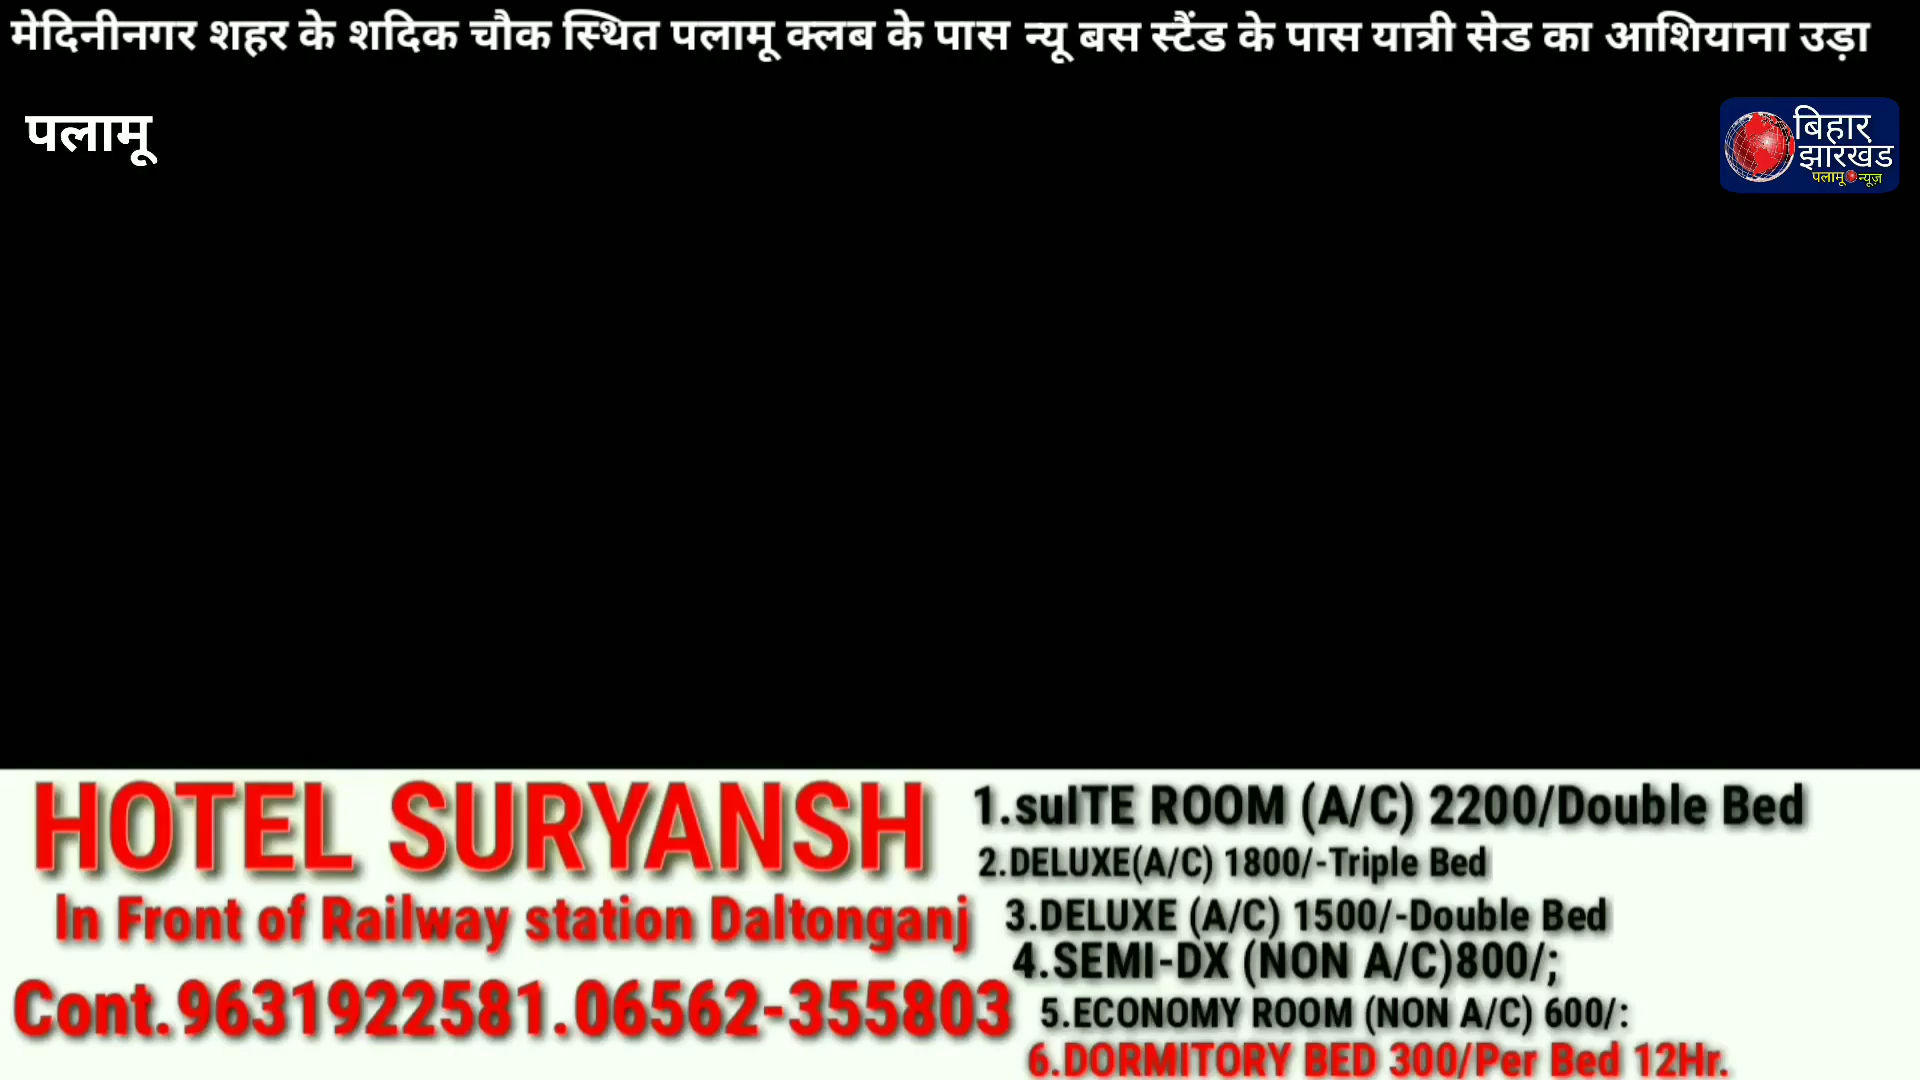 मेदिनीनगर शहर के शदिक चौक स्थित पलामू क्लब के पास न्यू बस स्टैंड के पास यात्री सेड का आशियाना उड़ा
पलामू
बिहार
झारखंड
पलामू न्यूज़
HOTEL SURYANSH
In Front of Railway station Daltonganj
Cont.9631922581.06562-355803
1.suITE ROOM (A/C) 2200/Double Bed
2.DELUXE(A/C) 1800/-Triple Bed
3.DELUXE (A/C) 1500/-Double Bed
4.SEMI-DX (NON A/C)800/;
5.ECONOMY ROOM (NON A/C) 600/:
6.DORMITORY BED 300/Per Bed 12Hr.